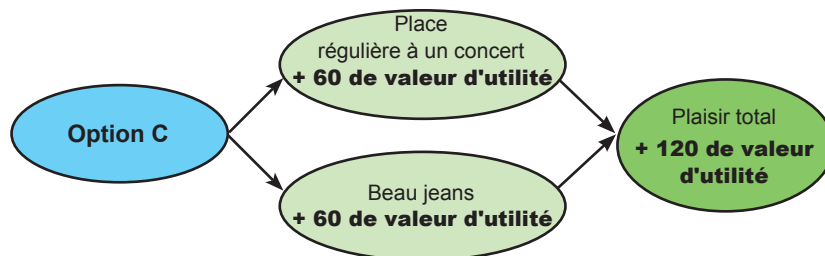 Option C
Place
régulière à un concert
+ 60 de valeur d'utilité
Beau jeans
+ 60 de valeur d'utilité
Plaisir total
+ 120 de valeur
d'utilité